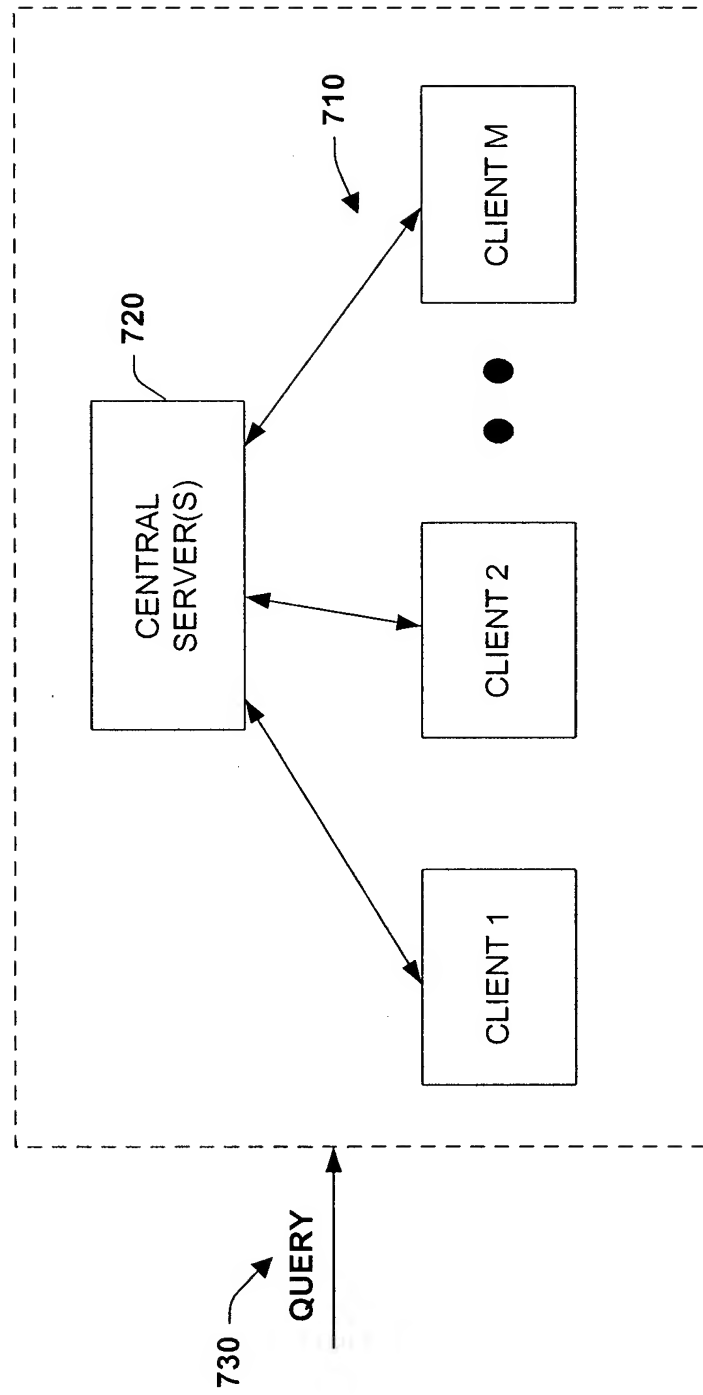 720
CENTRAL
SERVER(S)
710
730
QUERY
CLIENT 1
CLIENT 2
CLIENT M